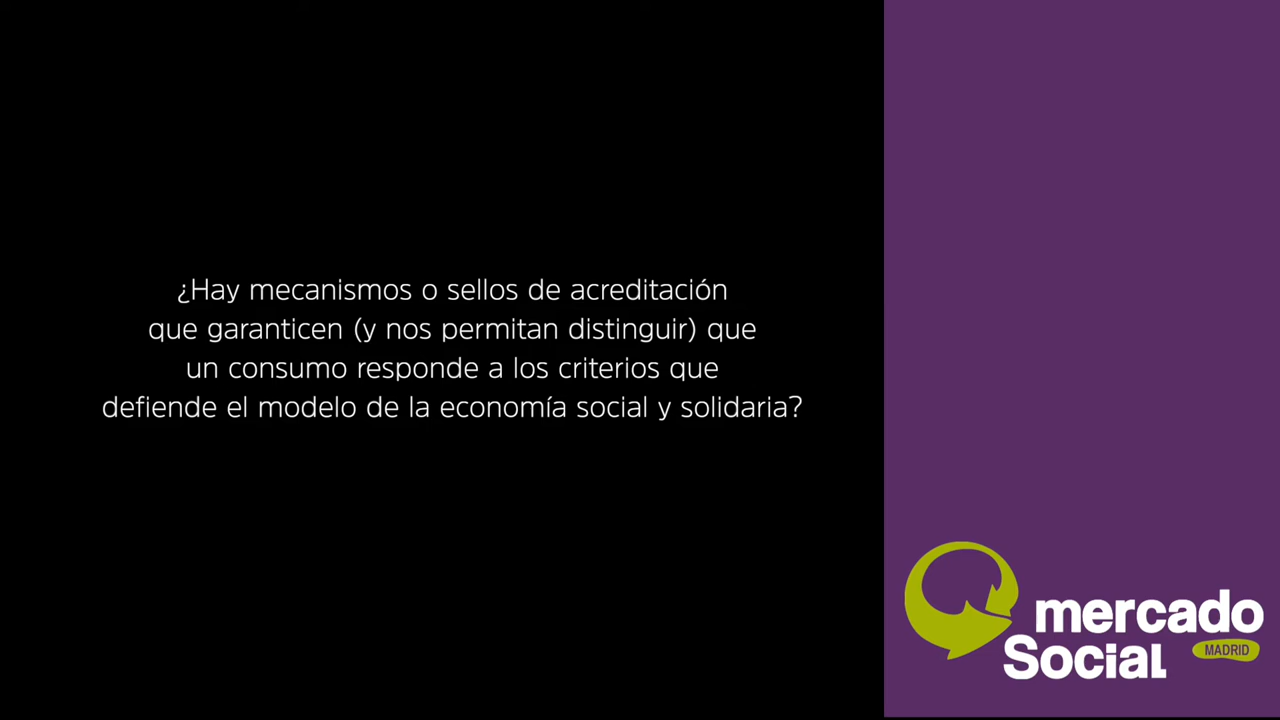 ¿Hay mecanismos o sellos de acreditación
que garanticen (y nos permitan distinguir) que
un consumo responde a los criterios que
defiende el modelo de la economía social y solidaria?
mercado
Social MADRID